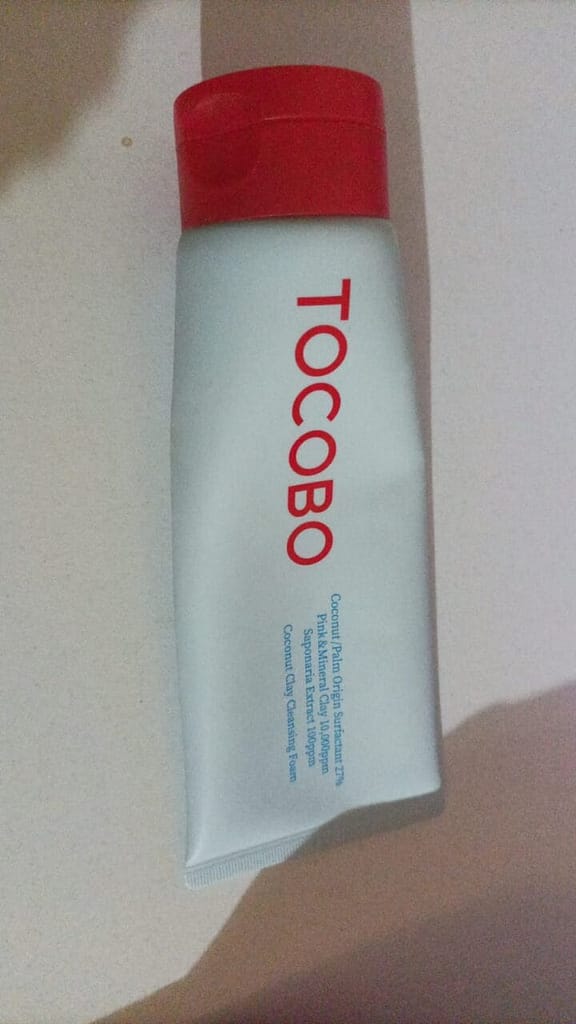 TOCOBO
Coconut/Palm Origin Surfactant 27%
Pink & Mineral Clay 10,000ppm
Saponaria Extract 100ppm
Coconut Clay Cleansing Foam